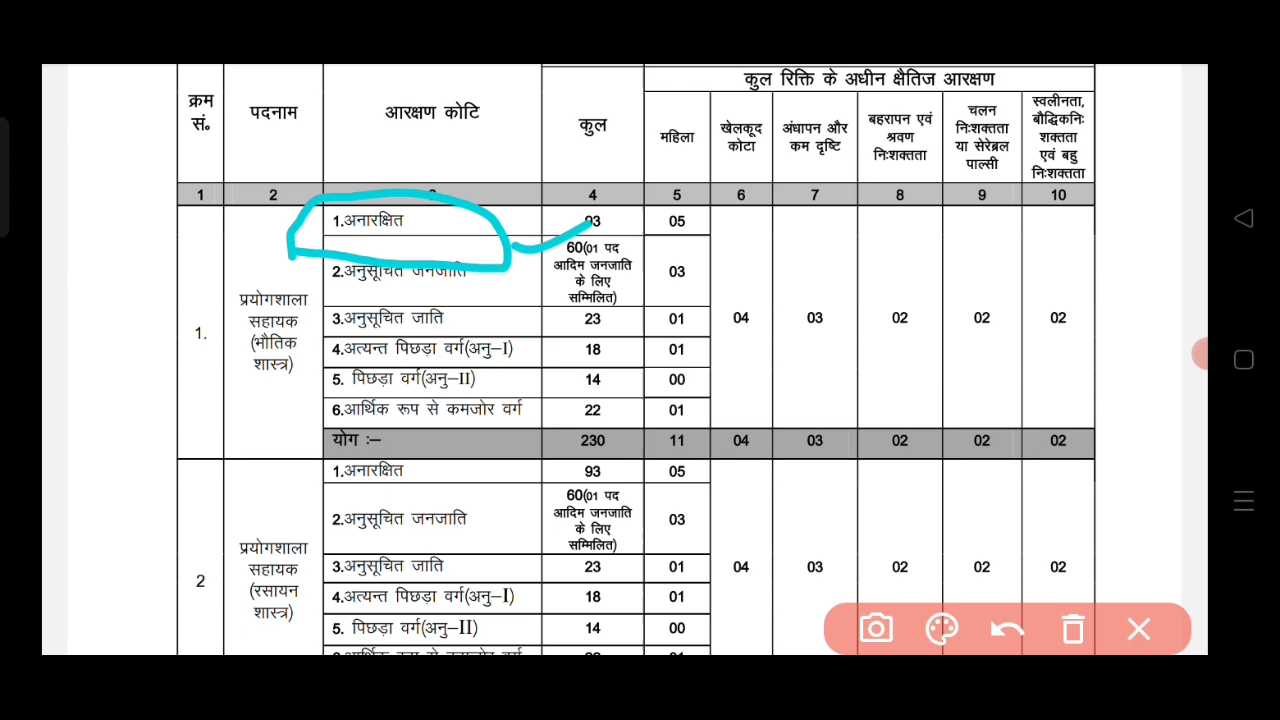 कुल रिक्ति के अधीन क्षैतिज आरक्षण
क्रम सं॰ पदनाम आरक्षण कोटि कुल महिला खेलकूद कोटा अंधापन और कम दृष्टि बहरापन एवं श्रवण निःशक्तता चलन निःशक्तता या सेरेब्रल पाल्सी स्वलीनता, बौद्धिकनिः शक्तता एवं बहु निःशक्तता
1 2 3 4 5 6 7 8 9 10
1. प्रयोगशाला सहायक (भौतिक शास्त्र)
1.अनारक्षित 93 05
2.अनुसूचित जनजाति 60(01 पद आदिम जनजाति के लिए सम्मिलित) 03
04 03 02 02 02
3.अनुसूचित जाति 23 01
4.अत्यन्त पिछड़ा वर्ग(अनु–I) 18 01
5. पिछड़ा वर्ग(अनु–II) 14 00
6.आर्थिक रूप से कमजोर वर्ग 22 01
योग :– 230 11 04 03 02 02 02
2 प्रयोगशाला सहायक (रसायन शास्त्र)
1.अनारक्षित 93 05
2.अनुसूचित जनजाति 60(01 पद आदिम जनजाति के लिए सम्मिलित) 03
3.अनुसूचित जाति 23 01 04 03 02 02 02
4.अत्यन्त पिछड़ा वर्ग(अनु–I) 18 01
5. पिछड़ा वर्ग(अनु–II) 14 00